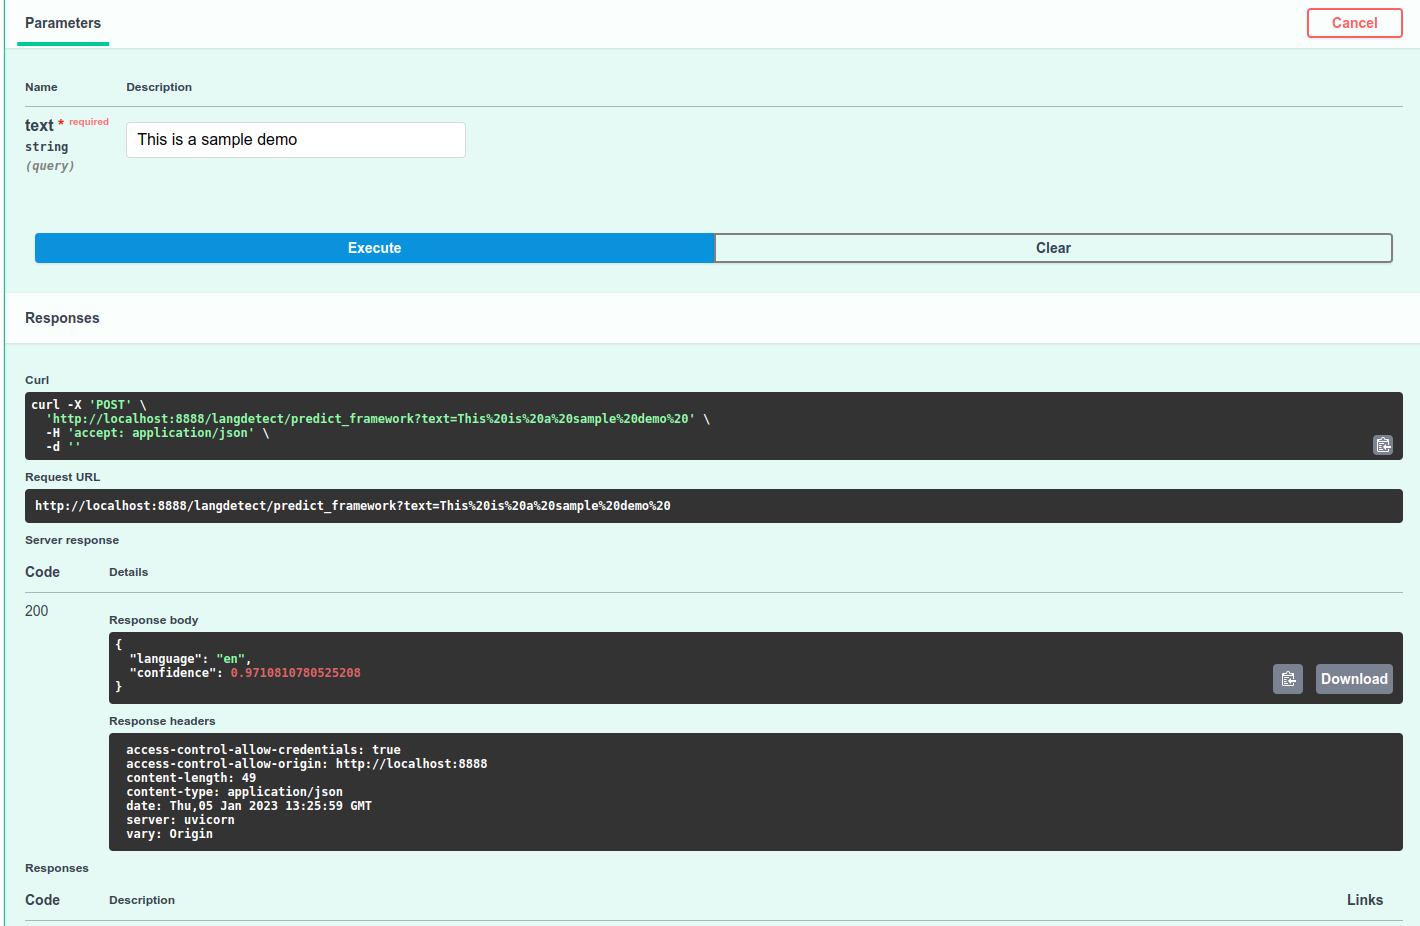 Parameters
Cancel
Name Description
text * required
string
(query)
This is a sample demo
Execute Clear
Responses
Curl
curl -X 'POST' \
  'http://localhost:8888/langdetect/predict_framework?text=This%20is%20a%20sample%20demo%20' \
  -H 'accept: application/json' \
  -d ''
Request URL
http://localhost:8888/langdetect/predict_framework?text=This%20is%20a%20sample%20demo%20
Server response
Code Details
200
Response body
{
  "language": "en",
  "confidence": 0.9710810780525208
}
Download
Response headers
access-control-allow-credentials: true
access-control-allow-origin: http://localhost:8888
content-length: 49
content-type: application/json
date: Thu,05 Jan 2023 13:25:59 GMT
server: uvicorn
vary: Origin
Responses
Code Description Links